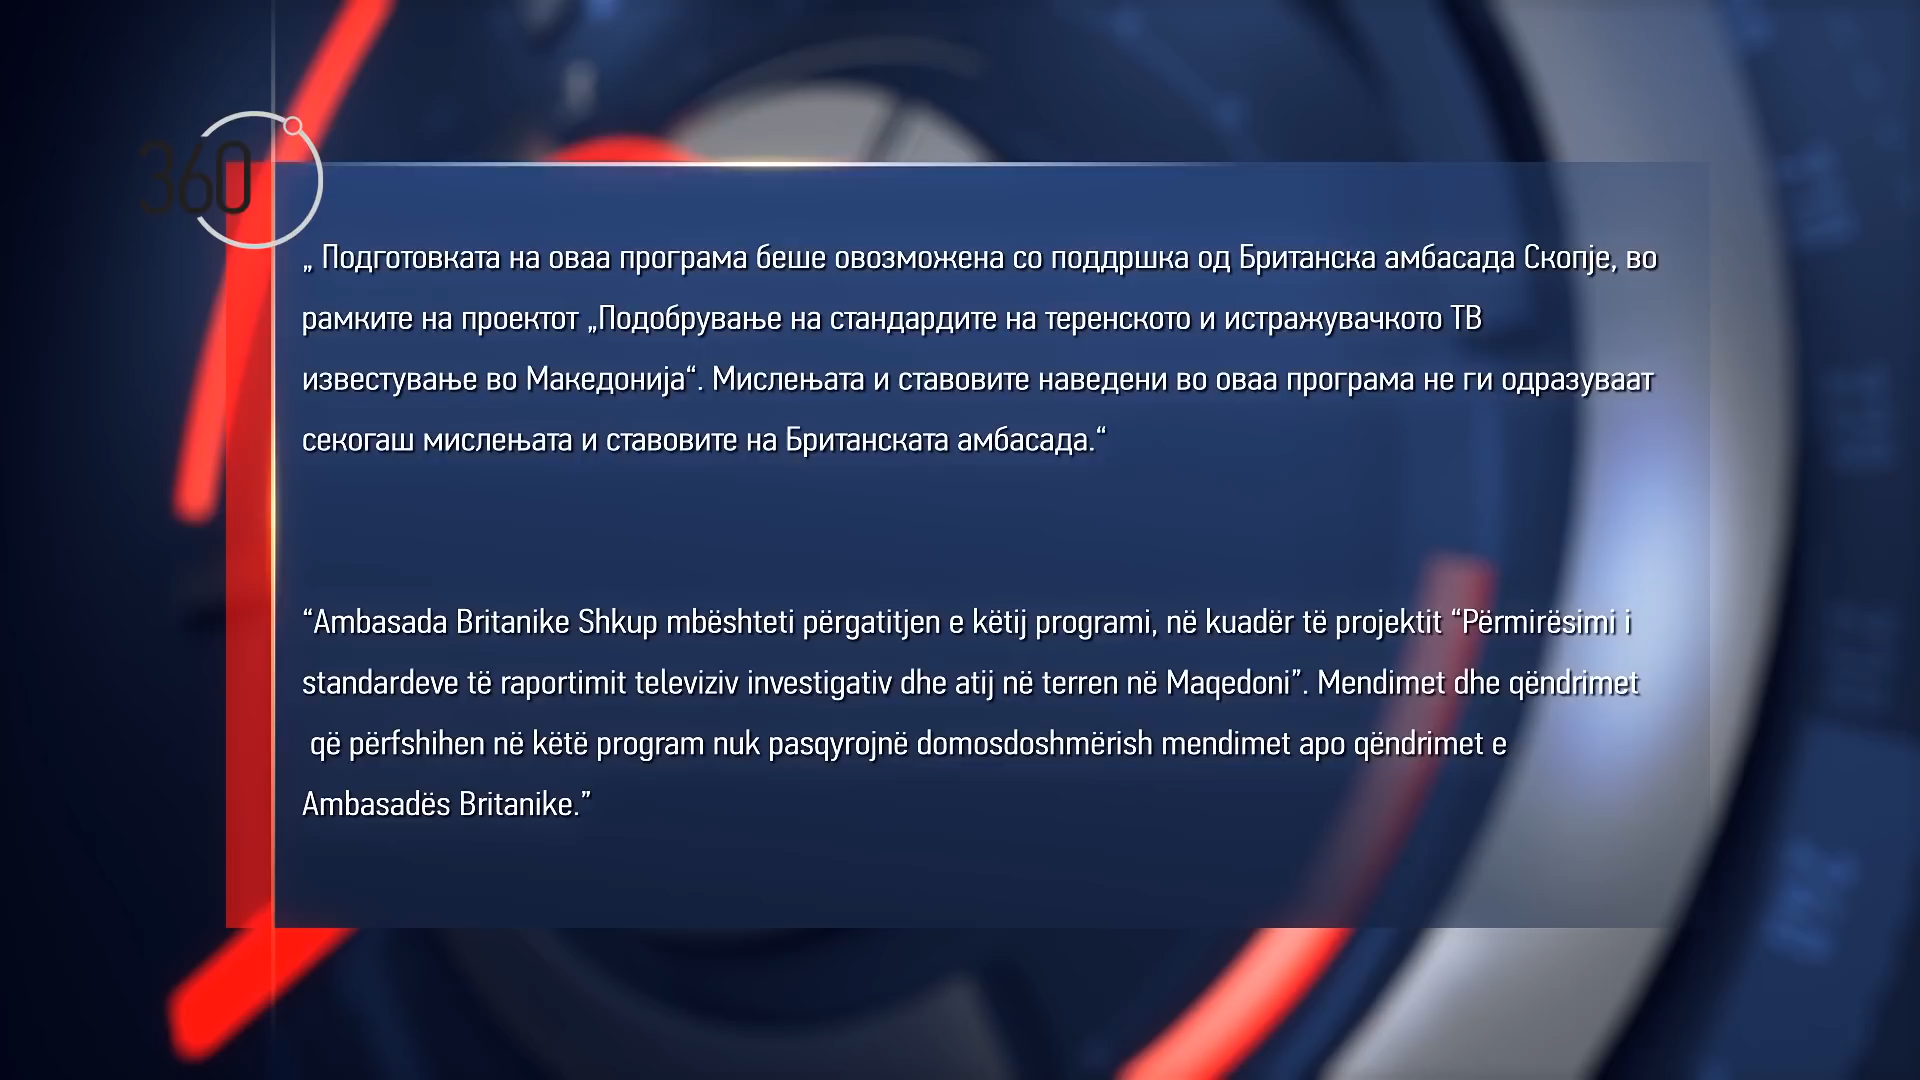 360
„ Подготовката на оваа програма беше овозможена со поддршка од Британска амбасада Скопје, во
рамките на проектот „Подобрување на стандардите на теренското и истражувачкото ТВ
известување во Македонија“. Мислењата и ставовите наведени во оваа програма не ги одразуваат
секогаш мислењата и ставовите на Британската амбасада.“
“Ambasada Britanike Shkup mbështeti përgatitjen e këtij programi, në kuadër të projektit “Përmirësimi i
standardeve të raportimit televiziv investigativ dhe atij në terren në Maqedoni”. Mendimet dhe qëndrimet
që përfshihen në këtë program nuk pasqyrojnë domosdoshmërish mendimet apo qëndrimet e
Ambasadës Britanike.”